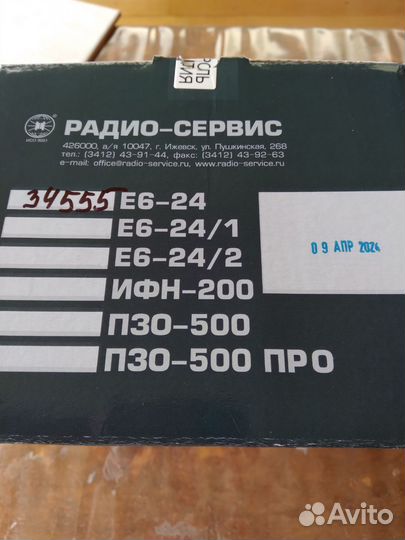 РАДИО-СЕРВИС
426000, а/я 10047, г. Ижевск, ул. Пушкинская, 268
тел.: (3412) 43-91-44, факс: (3412) 43-92-63
e-mail: office@radio-service.ru, www.radio-service.ru
34555 Е6-24
Е6-24/1
09 АПР 2024
Е6-24/2
ИФН-200
ПЗО-500
ПЗО-500 ПРО
Avito